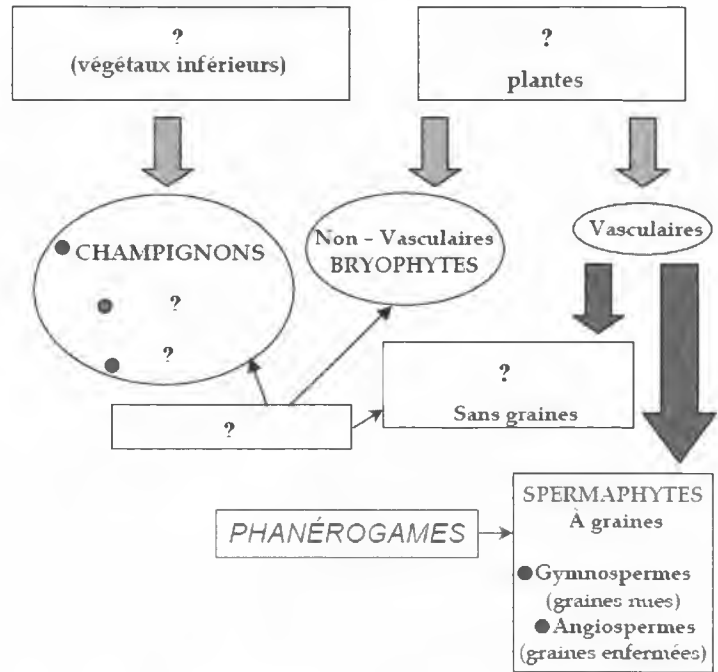 ?
(végétaux inférieurs)
?
plantes
CHAMPIGNONS
?
?
Non - Vasculaires
BRYOPHYTES
Vasculaires
?
Sans graines
?
PHANÉROGAMES
SPERMAPHYTES
À graines
Gymnospermes
(graines nues)
Angiospermes
(graines enfermées)